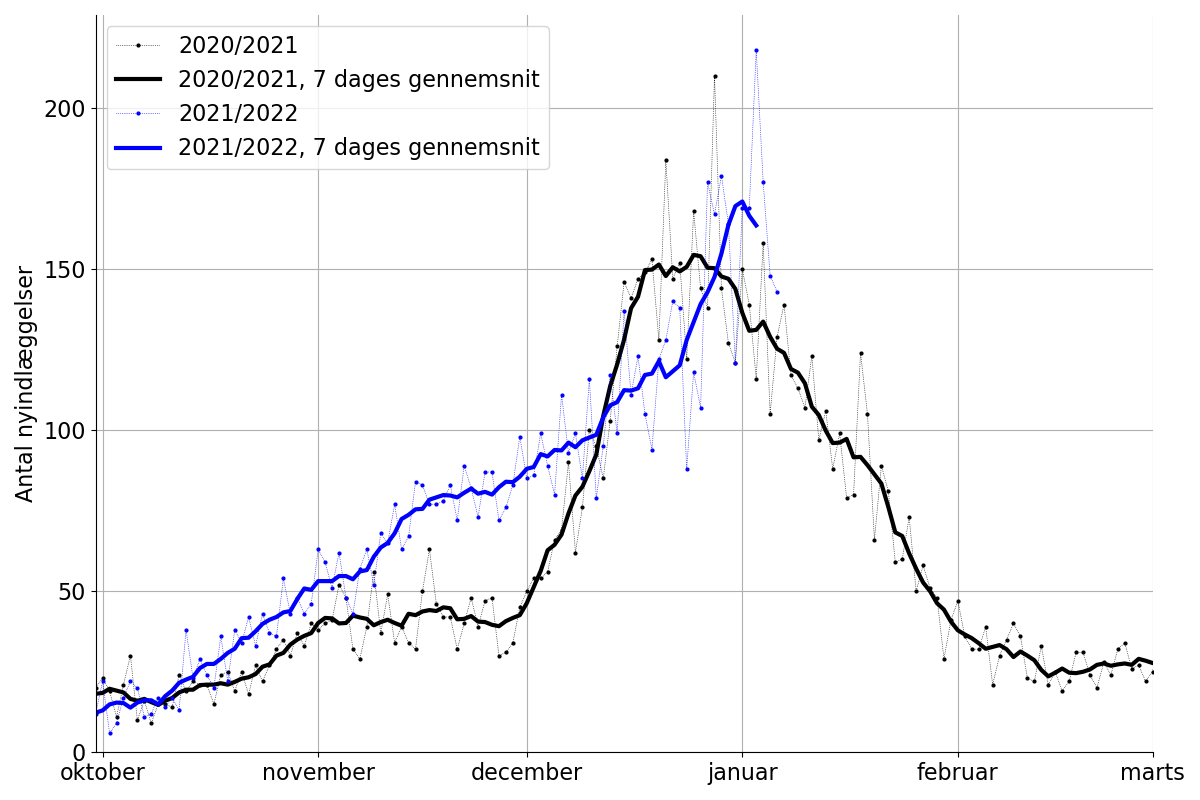 2020/2021
2020/2021, 7 dages gennemsnit
2021/2022
2021/2022, 7 dages gennemsnit
Antal nyindlæggelser
200
150
100
50
0
oktober november december januar februar marts